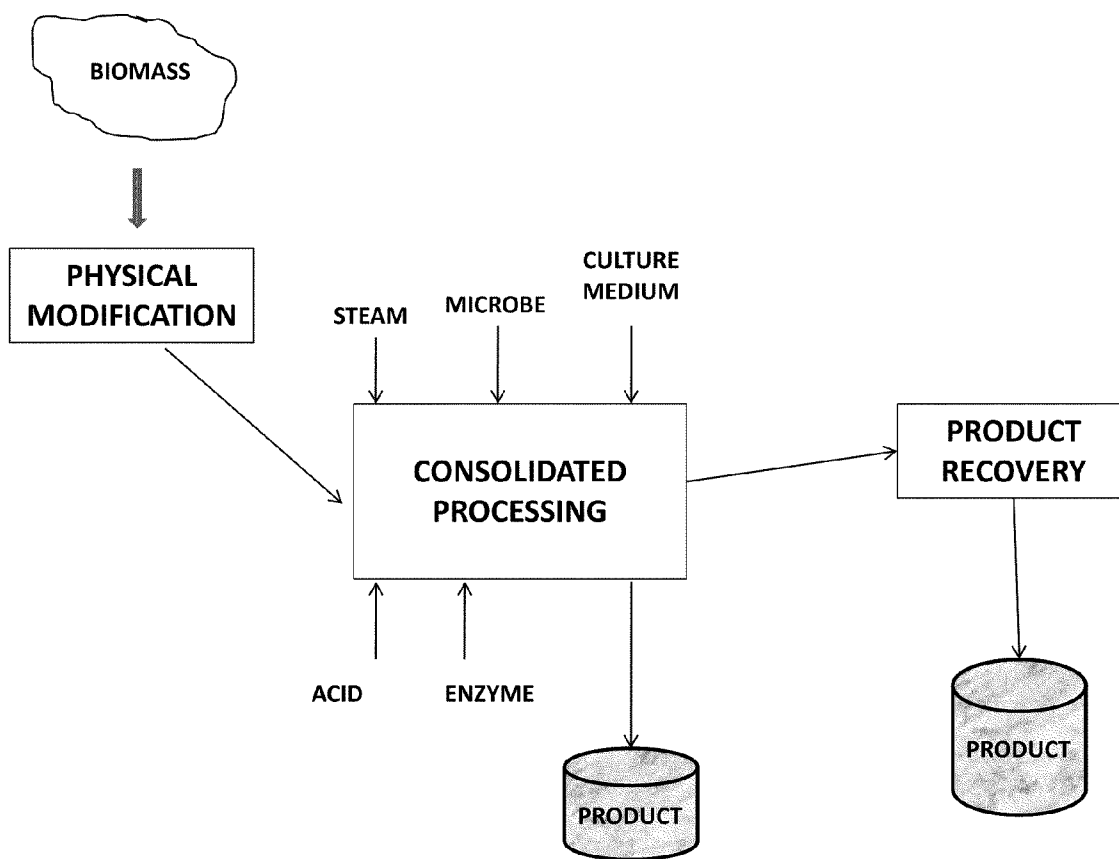 BIOMASS
PHYSICAL
MODIFICATION
STEAM
MICROBE
CULTURE
MEDIUM
CONSOLIDATED
PROCESSING
PRODUCT
RECOVERY
ACID
ENZYME
PRODUCT
PRODUCT